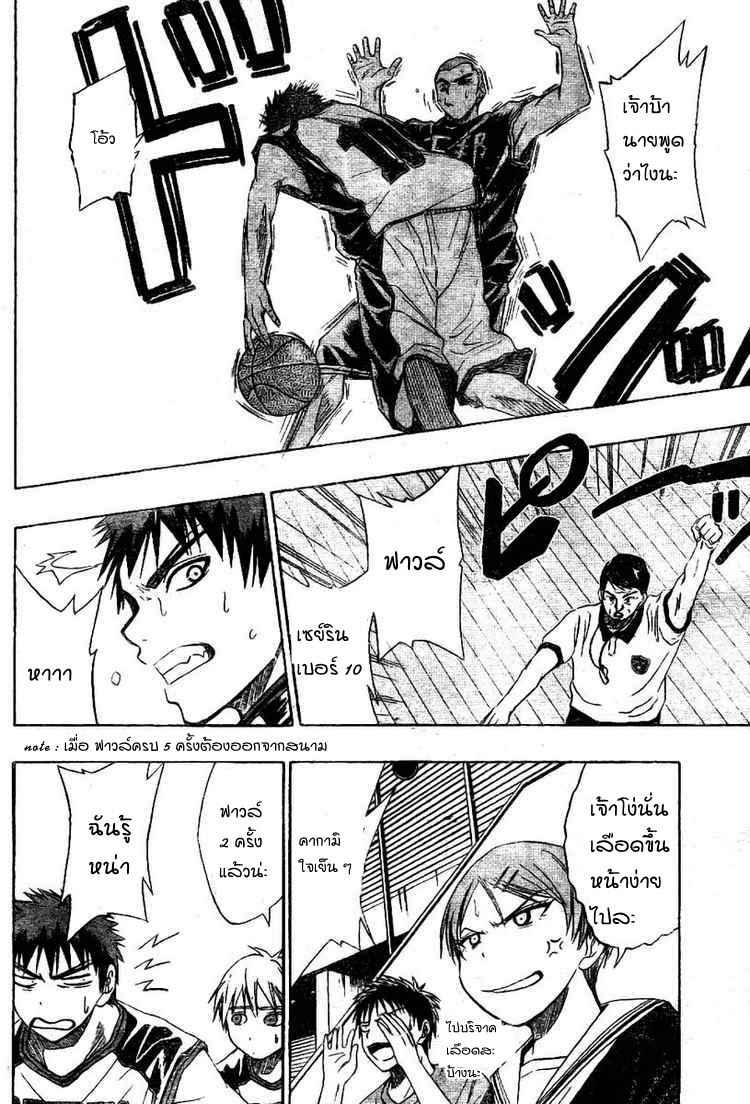 เจ้าบ้า
นายพูด
ว่าไงนะ
โอ้ว
ฟาวล์
เซย์ริน
เบอร์ 10
หาาา
note : เมื่อ ฟาวล์ครบ 5 ครั้งต้องออกจากสนาม
เจ้าโง่นั่น
เลือดขึ้น
หน้าง่าย
ไปละ
ไปบริจาค
เลือดสะ
บ้างนะ
คากามิ
ใจเย็น ๆ
ฟาวล์
2 ครั้ง
แล้วน่ะ
ฉันรู้
หน่า